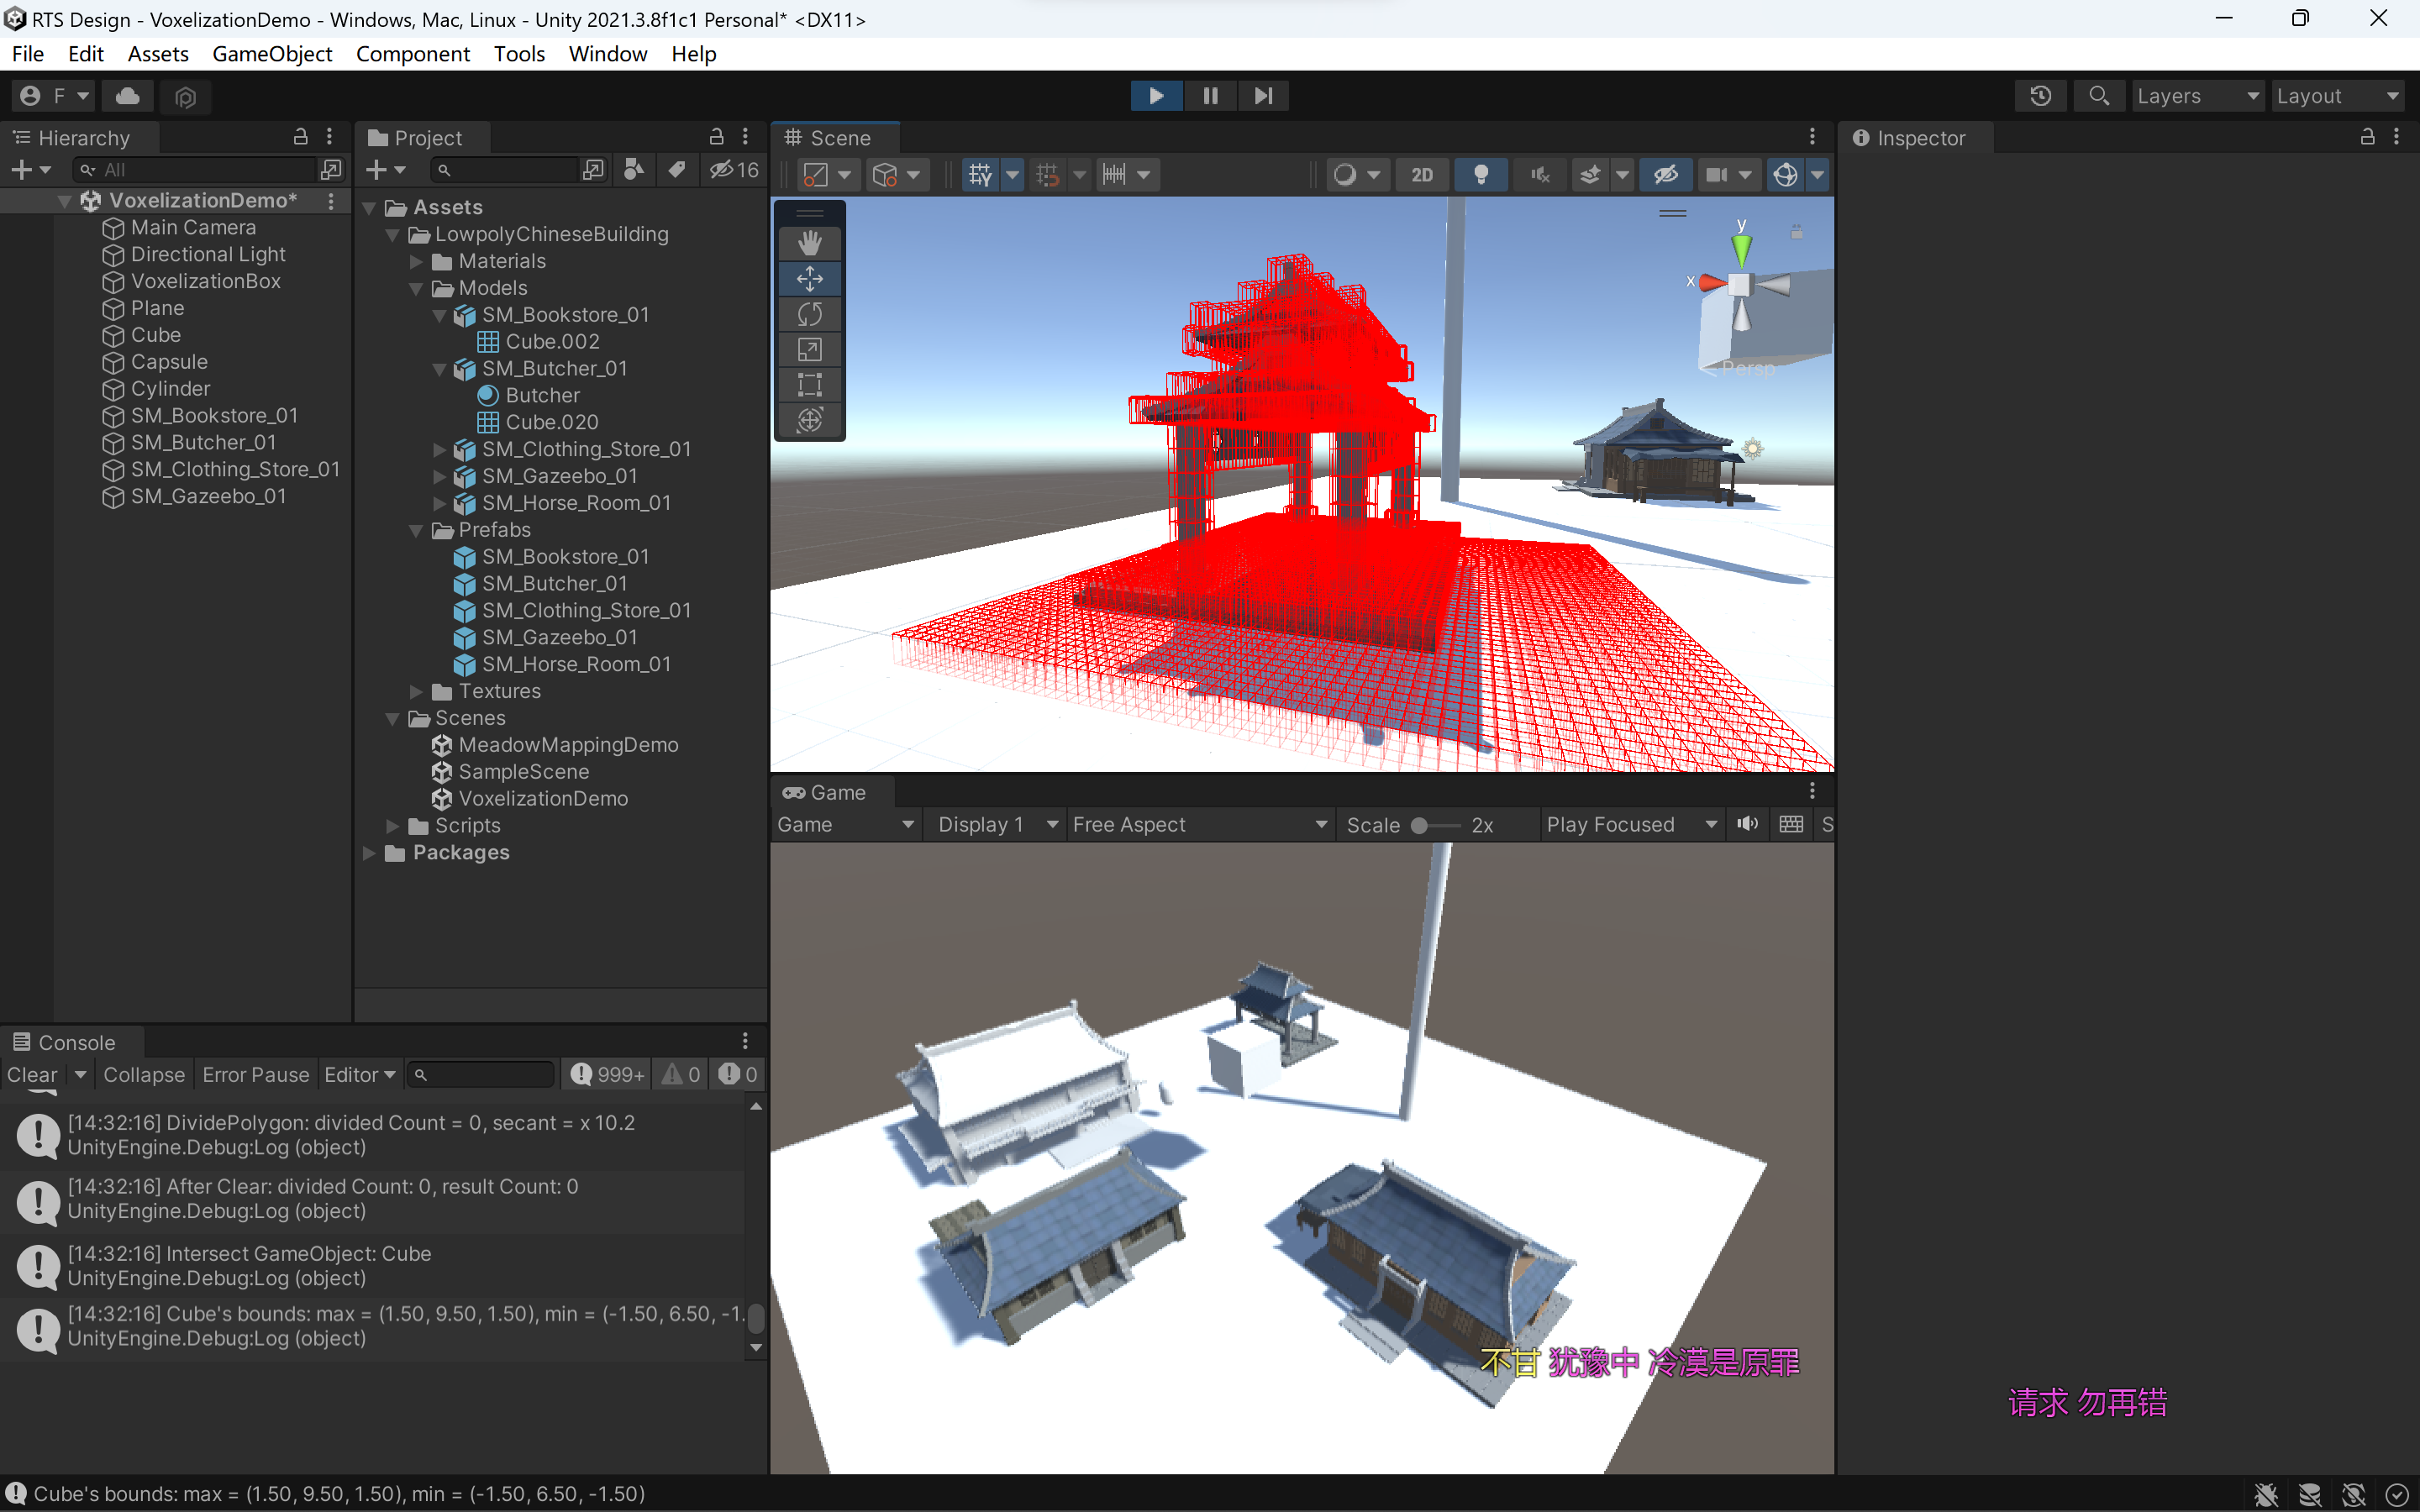 RTS Design - VoxelizationDemo - Windows, Mac, Linux - Unity 2021.3.8f1c1 Personal* <DX11>
File Edit Assets GameObject Component Tools Window Help
F
Layers
Layout
Hierarchy
All
VoxelizationDemo*
Main Camera
Directional Light
VoxelizationBox
Plane
Cube
Capsule
Cylinder
SM_Bookstore_01
SM_Butcher_01
SM_Clothing_Store_01
SM_Gazeebo_01
Project
16
Assets
LowpolyChineseBuilding
Materials
Models
SM_Bookstore_01
Cube.002
SM_Butcher_01
Butcher
Cube.020
SM_Clothing_Store_01
SM_Gazeebo_01
SM_Horse_Room_01
Prefabs
SM_Bookstore_01
SM_Butcher_01
SM_Clothing_Store_01
SM_Gazeebo_01
SM_Horse_Room_01
Textures
Scenes
MeadowMappingDemo
SampleScene
VoxelizationDemo
Scripts
Packages
Scene
2D
y
x
Persp
Inspector
Game
Game Display 1 Free Aspect Scale 2x Play Focused S
不甘 犹豫中 冷漠是原罪
请求 勿再错
Console
Clear Collapse Error Pause Editor 999+ 0 0
[14:32:16] DividePolygon: divided Count = 0, secant = x 10.2
UnityEngine.Debug:Log (object)
[14:32:16] After Clear: divided Count: 0, result Count: 0
UnityEngine.Debug:Log (object)
[14:32:16] Intersect GameObject: Cube
UnityEngine.Debug:Log (object)
[14:32:16] Cube's bounds: max = (1.50, 9.50, 1.50), min = (-1.50, 6.50, -1.
UnityEngine.Debug:Log (object)
Cube's bounds: max = (1.50, 9.50, 1.50), min = (-1.50, 6.50, -1.50)